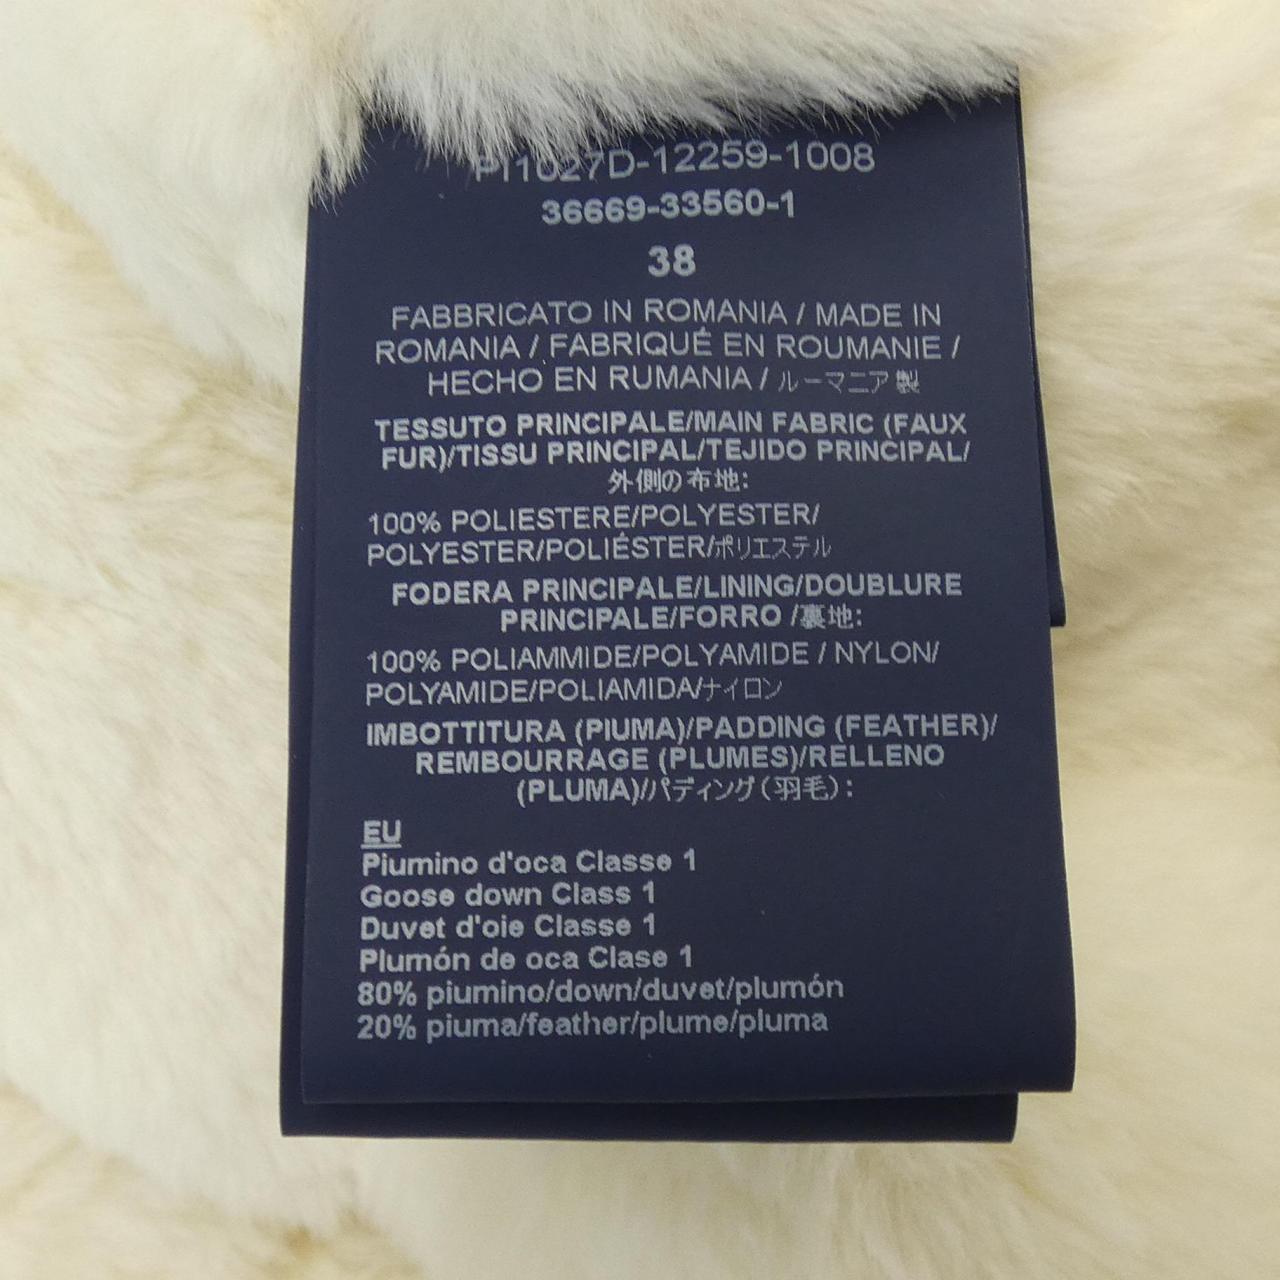 PI1027D-12259-1008
36669-33560-1
38
FABBRICATO IN ROMANIA / MADE IN
ROMANIA / FABRIQUÉ EN ROUMANIE /
HECHO EN RUMANIA / ルーマニア製
TESSUTO PRINCIPALE/MAIN FABRIC (FAUX
FUR)/TISSU PRINCIPAL/TEJIDO PRINCIPAL/
外側の布地:
100% POLIESTERE/POLYESTER/
POLYESTER/POLIÉSTER/ポリエステル
FODERA PRINCIPALE/LINING/DOUBLURE
PRINCIPALE/FORRO /裏地:
100% POLIAMMIDE/POLYAMIDE / NYLON/
POLYAMIDE/POLIAMIDA/ナイロン
IMBOTTITURA (PIUMA)/PADDING (FEATHER)/
REMBOURRAGE (PLUMES)/RELLENO
(PLUMA)/パディング(羽毛):
EU
Piumino d'oca Classe 1
Goose down Class 1
Duvet d'oie Classe 1
Plumón de oca Clase 1
80% piumino/down/duvet/plumón
20% piuma/feather/plume/pluma